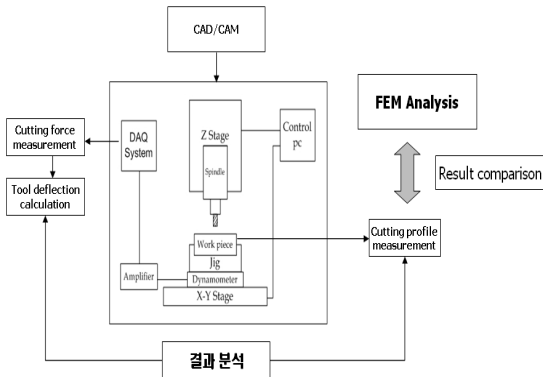 CAD/CAM
FEM Analysis
Result comparison
Cutting force
measurement
Tool deflection
calculation
DAQ
System
Z Stage
Spindle
Control
pc
Work piece
Jig
Dynamometer
X-Y Stage
Amplifier
Cutting profile
measurement
결과 분석